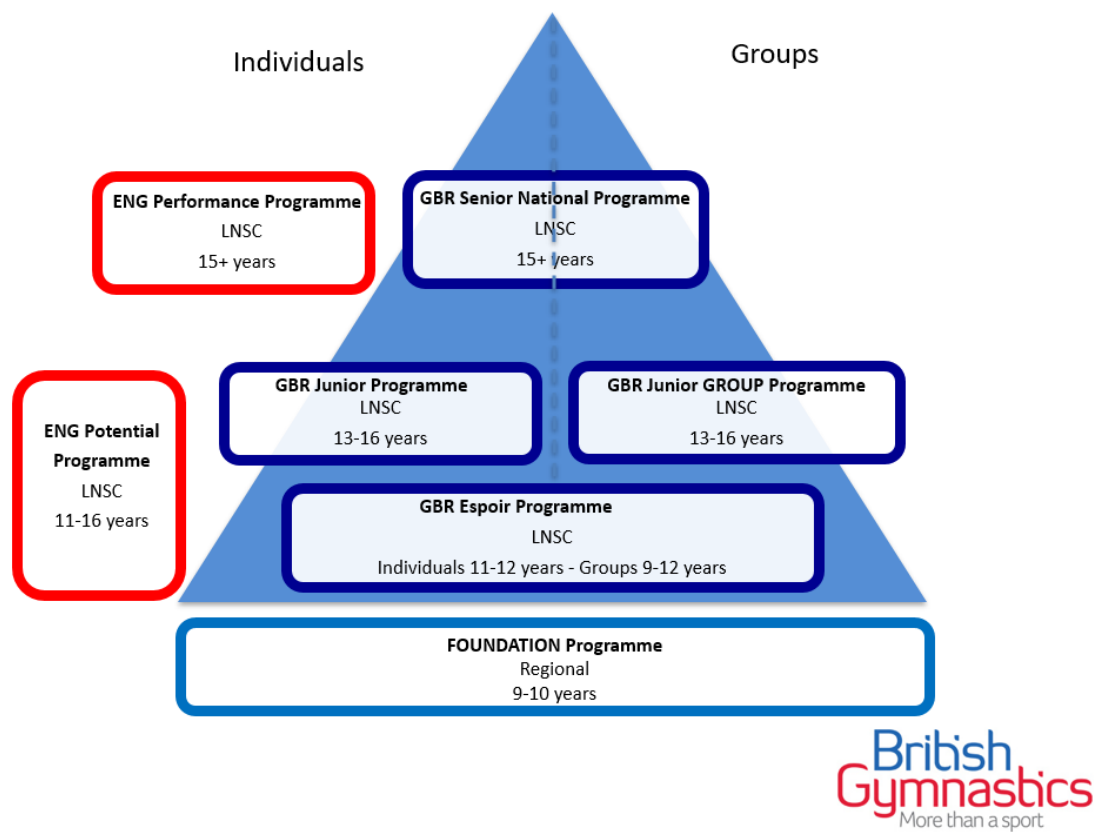 Individuals
Groups
ENG Performance Programme
LNSC
15+ years
GBR Senior National Programme
LNSC
15+ years
GBR Junior Programme
LNSC
13-16 years
GBR Junior GROUP Programme
LNSC
13-16 years
ENG Potential
Programme
LNSC
11-16 years
GBR Espoir Programme
LNSC
Individuals 11-12 years - Groups 9-12 years
FOUNDATION Programme
Regional
9-10 years
British
Gymnastics
More than a sport